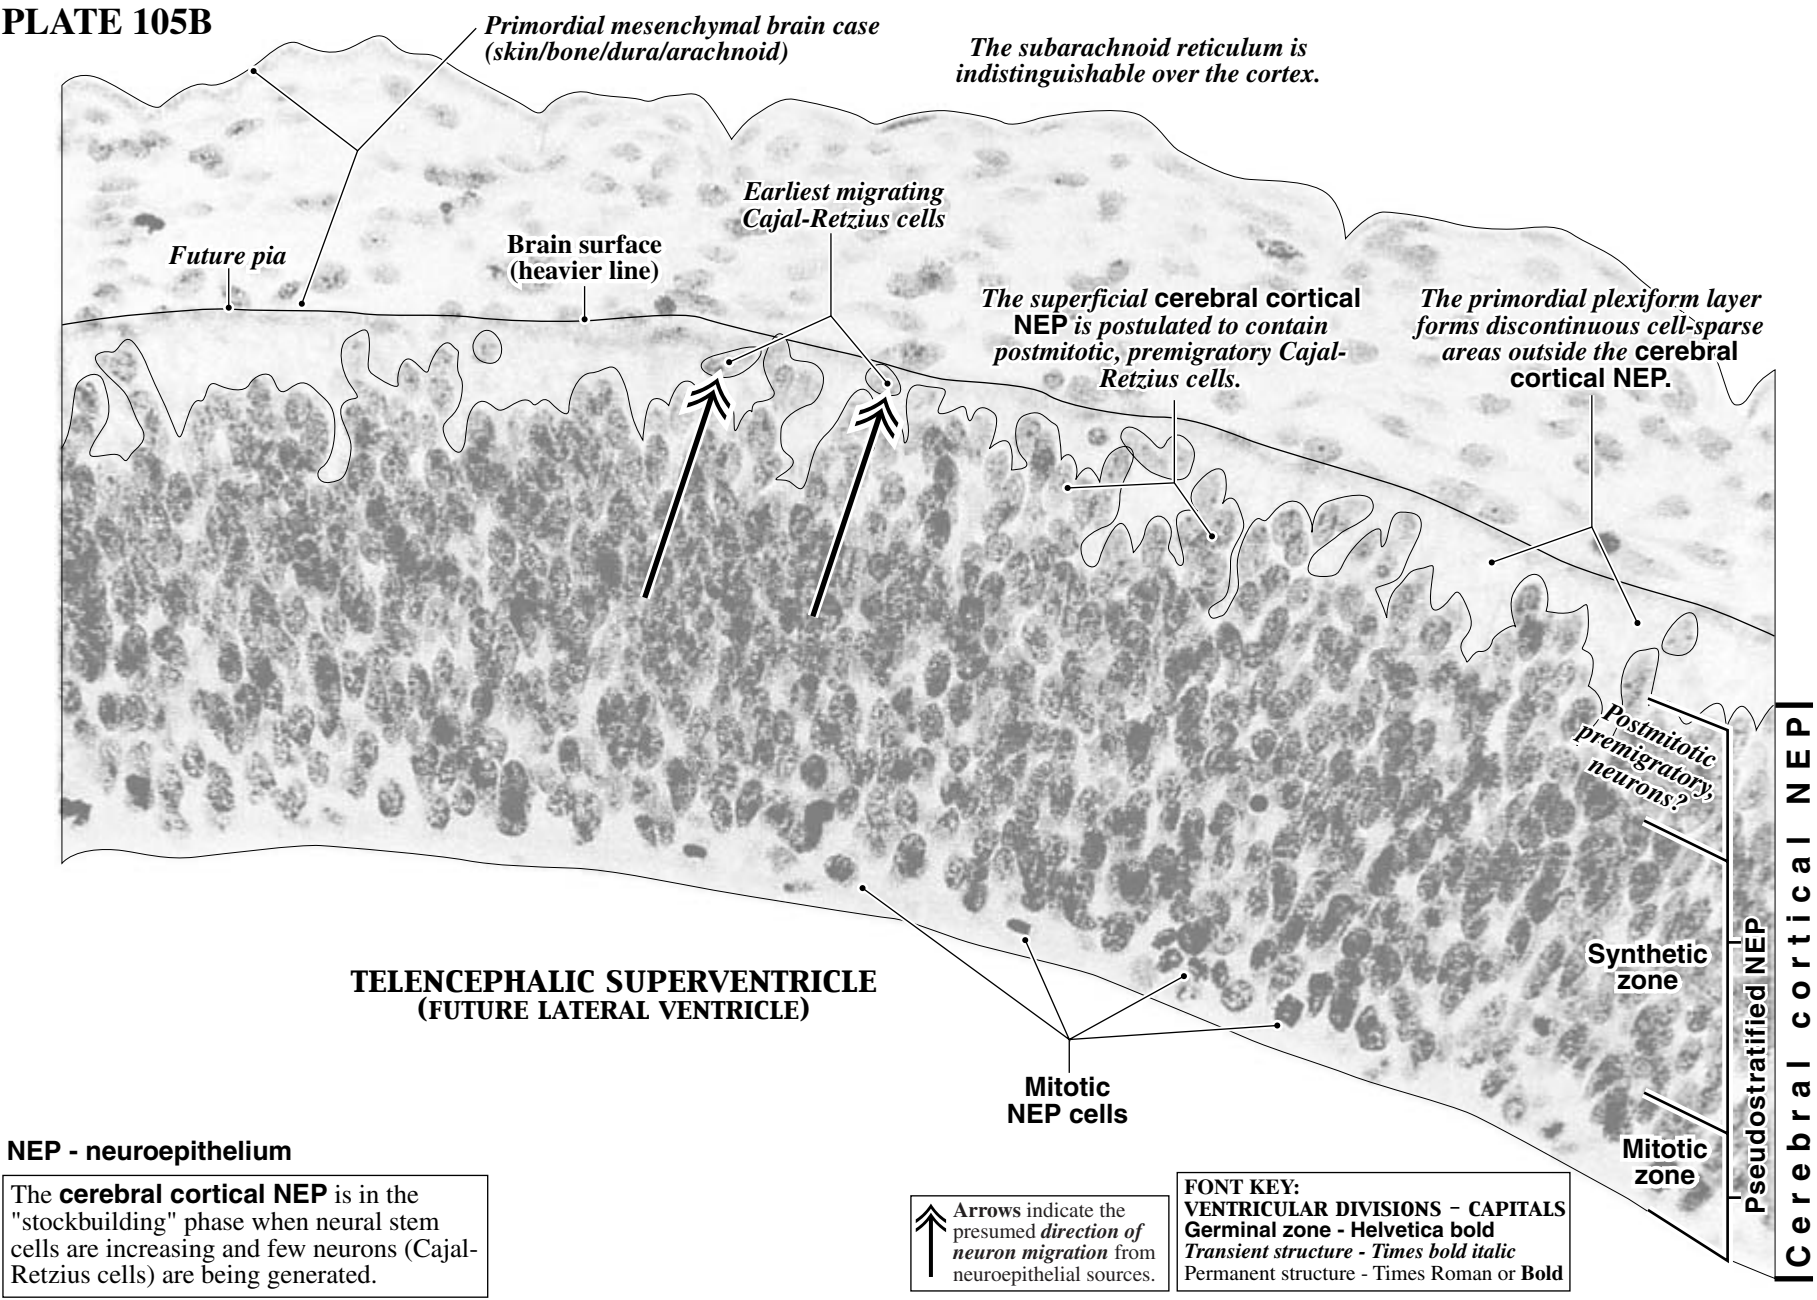 PLATE 105B
Primordial mesenchymal brain case
(skin/bone/dura/arachnoid)
The subarachnoid reticulum is
indistinguishable over the cortex.
Earliest migrating
Cajal-Retzius cells
Future pia
Brain surface
(heavier line)
The superficial cerebral cortical
NEP is postulated to contain
postmitotic, premigratory Cajal-
Retzius cells.
The primordial plexiform layer
forms discontinuous cell-sparse
areas outside the cerebral
cortical NEP.
Postmitotic
premigratory,
neurons?
Synthetic
zone
Mitotic
zone
Pseudostratified NEP
Cerebral cortical NEP
TELENCEPHALIC SUPERVENTRICLE
(FUTURE LATERAL VENTRICLE)
Mitotic
NEP cells
NEP - neuroepithelium
The cerebral cortical NEP is in the
"stockbuilding" phase when neural stem
cells are increasing and few neurons (Cajal-
Retzius cells) are being generated.
Arrows indicate the
presumed direction of
neuron migration from
neuroepithelial sources.
FONT KEY:
VENTRICULAR DIVISIONS – CAPITALS
Germinal zone - Helvetica bold
Transient structure - Times bold italic
Permanent structure - Times Roman or Bold